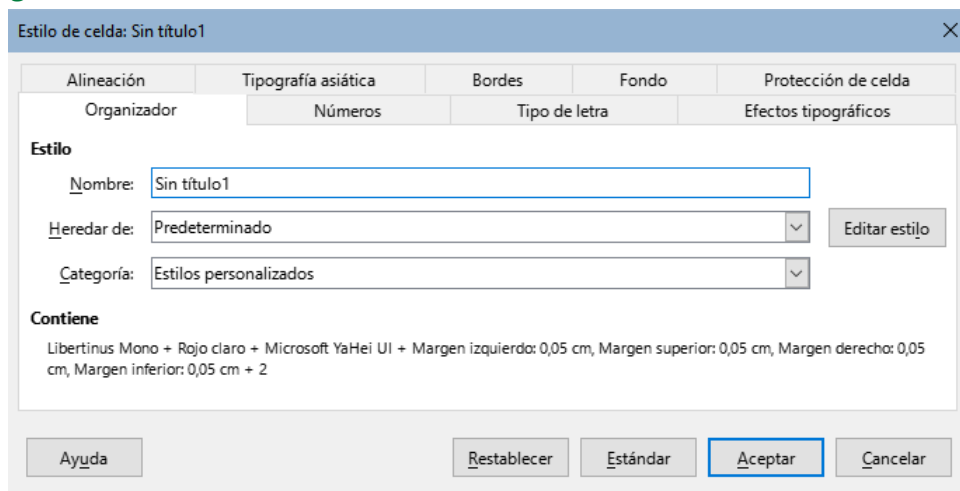 Estilo de celda: Sin título1
Alineación Tipografía asiática Bordes Fondo Protección de celda
Organizador Números Tipo de letra Efectos tipográficos
Estilo
Nombre: Sin título1
Heredar de: Predeterminado Editar estilo
Categoría: Estilos personalizados
Contiene
Libertinus Mono + Rojo claro + Microsoft YaHei UI + Margen izquierdo: 0,05 cm, Margen superior: 0,05 cm, Margen derecho: 0,05
cm, Margen inferior: 0,05 cm + 2
Ayuda Restablecer Estándar Aceptar Cancelar